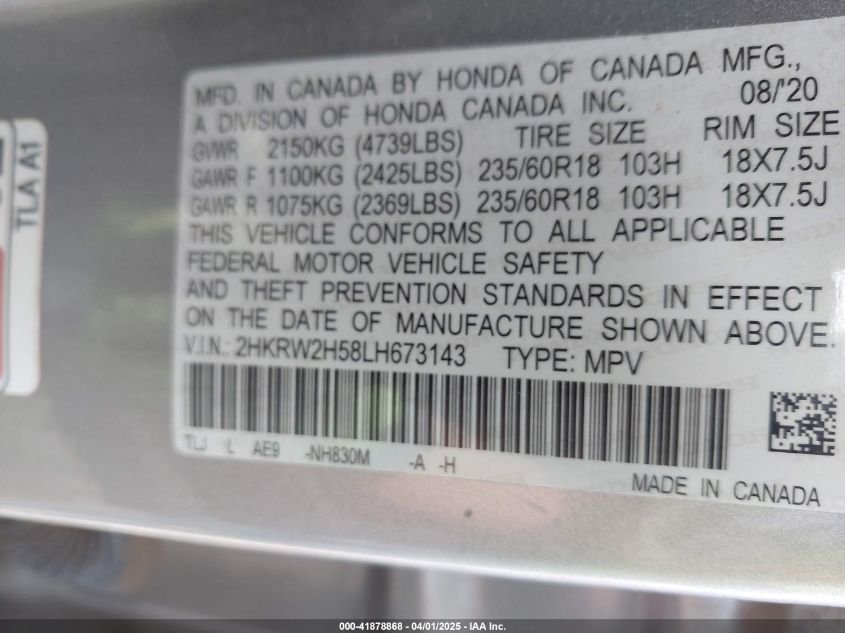 MFD. IN CANADA BY HONDA OF CANADA MFG.,
A DIVISION OF HONDA CANADA INC. 08/'20
GVWR 2150KG (4739LBS) TIRE SIZE RIM SIZE
GAWR F 1100KG (2425LBS) 235/60R18 103H 18X7.5J
GAWR R 1075KG (2369LBS) 235/60R18 103H 18X7.5J
THIS VEHICLE CONFORMS TO ALL APPLICABLE
FEDERAL MOTOR VEHICLE SAFETY
AND THEFT PREVENTION STANDARDS IN EFFECT
ON THE DATE OF MANUFACTURE SHOWN ABOVE.
V.I.N.: 2HKRW2H58LH673143 TYPE: MPV
TLJ L AE9 -NH830M -A -H
MADE IN CANADA
TLA A1
000-41878868 - 04/01/2025 - IAA Inc.